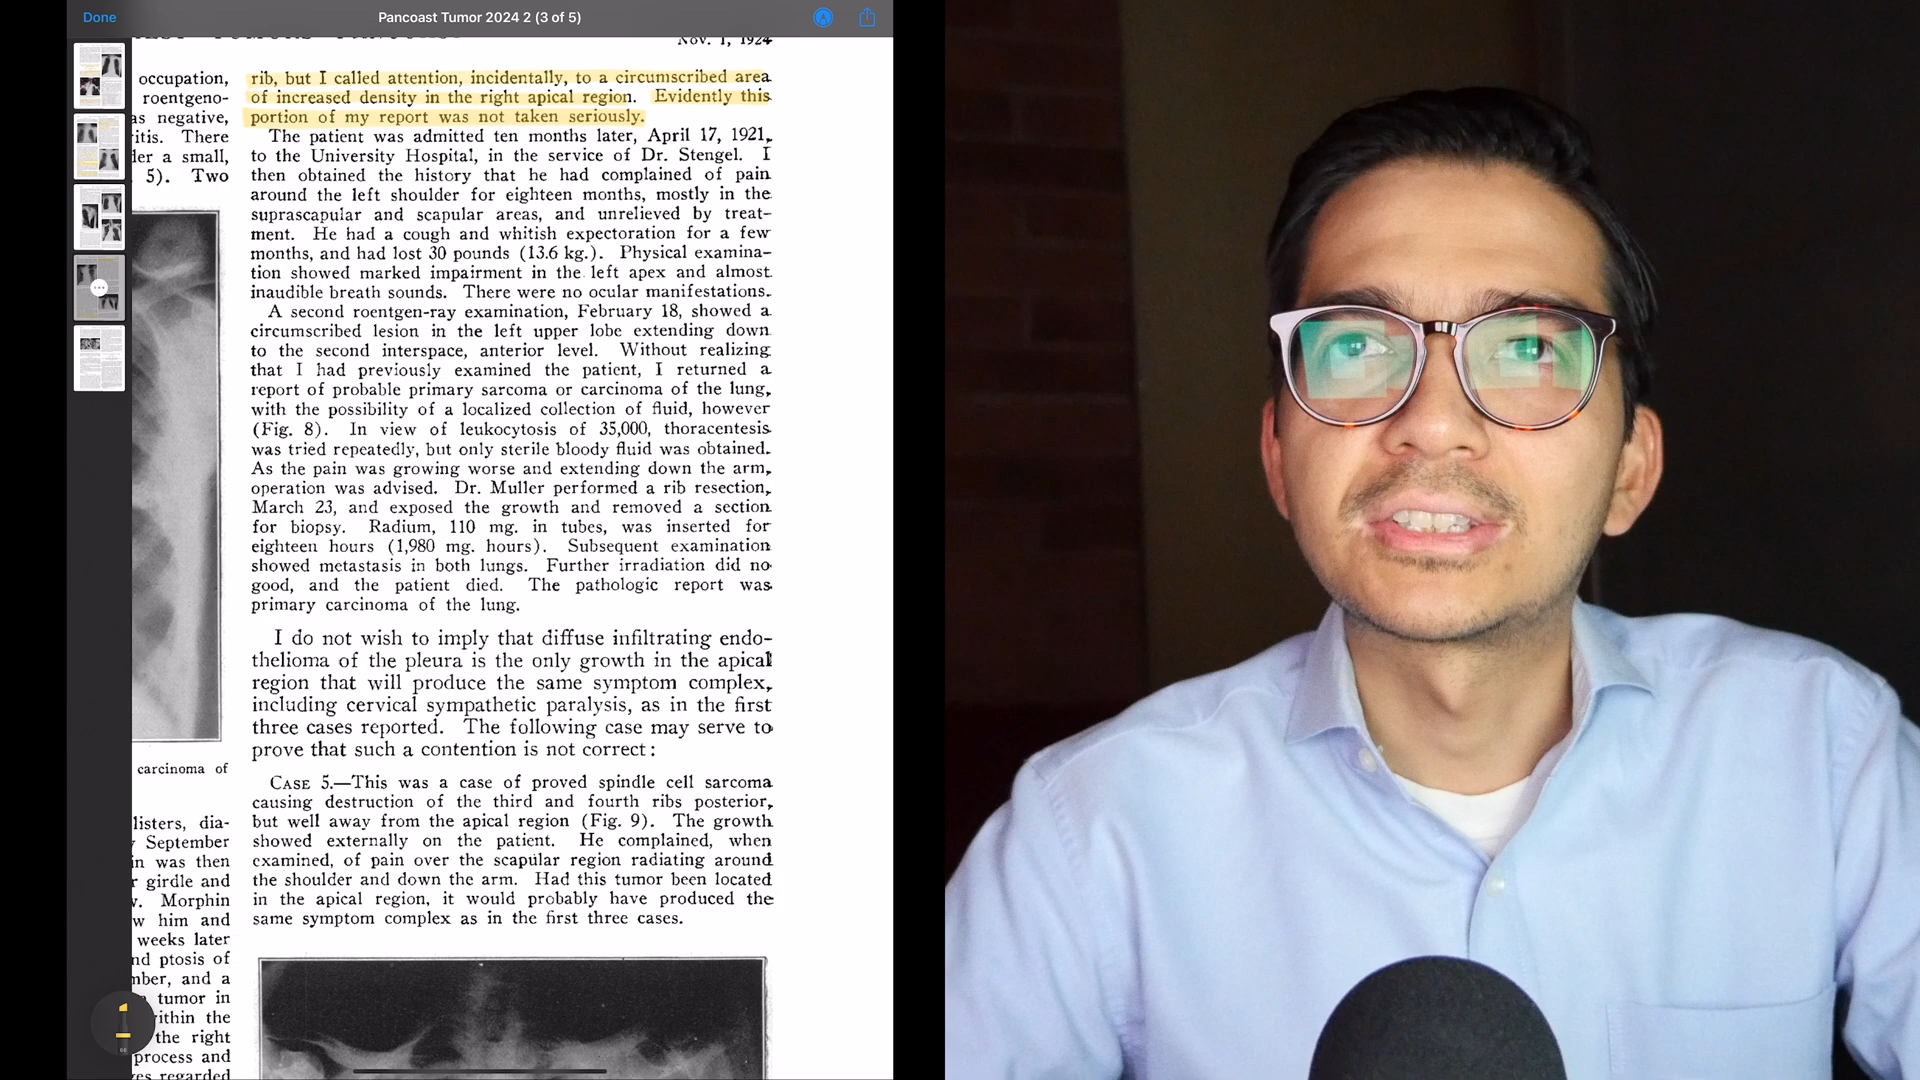 Done
Pancoast Tumor 2024 2 (3 of 5)
Nov. 1, 1924
occupation,
roentgeno-
as negative,
itis. There
der a small,
5). Two
carcinoma of
listers, dia-
September
in was then
r girdle and
v. Morphin
w him and
weeks later
nd ptosis of
mber, and a
tumor in
within the
the right
process and
regarded
rib, but I called attention, incidentally, to a circumscribed area
of increased density in the right apical region. Evidently this
portion of my report was not taken seriously.
The patient was admitted ten months later, April 17, 1921,
to the University Hospital, in the service of Dr. Stengel. I
then obtained the history that he had complained of pain
around the left shoulder for eighteen months, mostly in the
suprascapular and scapular areas, and unrelieved by treat-
ment. He had a cough and whitish expectoration for a few
months, and had lost 30 pounds (13.6 kg.). Physical examina-
tion showed marked impairment in the left apex and almost
inaudible breath sounds. There were no ocular manifestations.
A second roentgen-ray examination, February 18, showed a
circumscribed lesion in the left upper lobe extending down
to the second interspace, anterior level. Without realizing
that I had previously examined the patient, I returned a
report of probable primary sarcoma or carcinoma of the lung,
with the possibility of a localized collection of fluid, however
(Fig. 8). In view of leukocytosis of 35,000, thoracentesis
was tried repeatedly, but only sterile bloody fluid was obtained.
As the pain was growing worse and extending down the arm,
operation was advised. Dr. Muller performed a rib resection,
March 23, and exposed the growth and removed a section
for biopsy. Radium, 110 mg. in tubes, was inserted for
eighteen hours (1,980 mg. hours). Subsequent examination
showed metastasis in both lungs. Further irradiation did no
good, and the patient died. The pathologic report was
primary carcinoma of the lung.
I do not wish to imply that diffuse infiltrating endo-
thelioma of the pleura is the only growth in the apical
region that will produce the same symptom complex,
including cervical sympathetic paralysis, as in the first
three cases reported. The following case may serve to
prove that such a contention is not correct:
CASE 5.—This was a case of proved spindle cell sarcoma
causing destruction of the third and fourth ribs posterior,
but well away from the apical region (Fig. 9). The growth
showed externally on the patient. He complained, when
examined, of pain over the scapular region radiating around
the shoulder and down the arm. Had this tumor been located
in the apical region, it would probably have produced the
same symptom complex as in the first three cases.